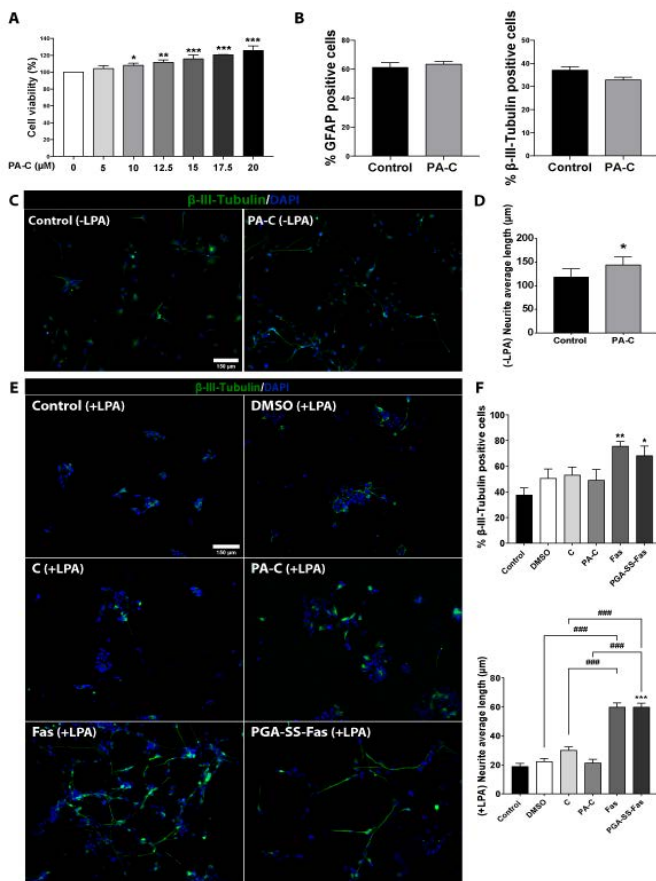 A
Cell viability (%)
140
120
100
80
60
40
20
0
*
**
***
***
***
PA-C (µM)
0 5 10 12.5 15 17.5 20
B
% GFAP positive cells
80
60
40
20
0
Control PA-C
% β-III-Tubulin positive cells
50
40
30
20
10
0
Control PA-C
C
β-III-Tubulin/DAPI
Control (-LPA)
PA-C (-LPA)
150 µm
D
(-LPA) Neurite average length (µm)
200
150
100
50
0
*
Control PA-C
E
β-III-Tubulin/DAPI
Control (+LPA)
DMSO (+LPA)
150 µm
C (+LPA)
PA-C (+LPA)
Fas (+LPA)
PGA-SS-Fas (+LPA)
F
% β-III-Tubulin positive cells
100
80
60
40
20
0
**
*
Control DMSO C PA-C Fas PGA-SS-Fas
(+LPA) Neurite average length (µm)
100
80
60
40
20
0
###
###
###
###
***
Control DMSO C PA-C Fas PGA-SS-Fas